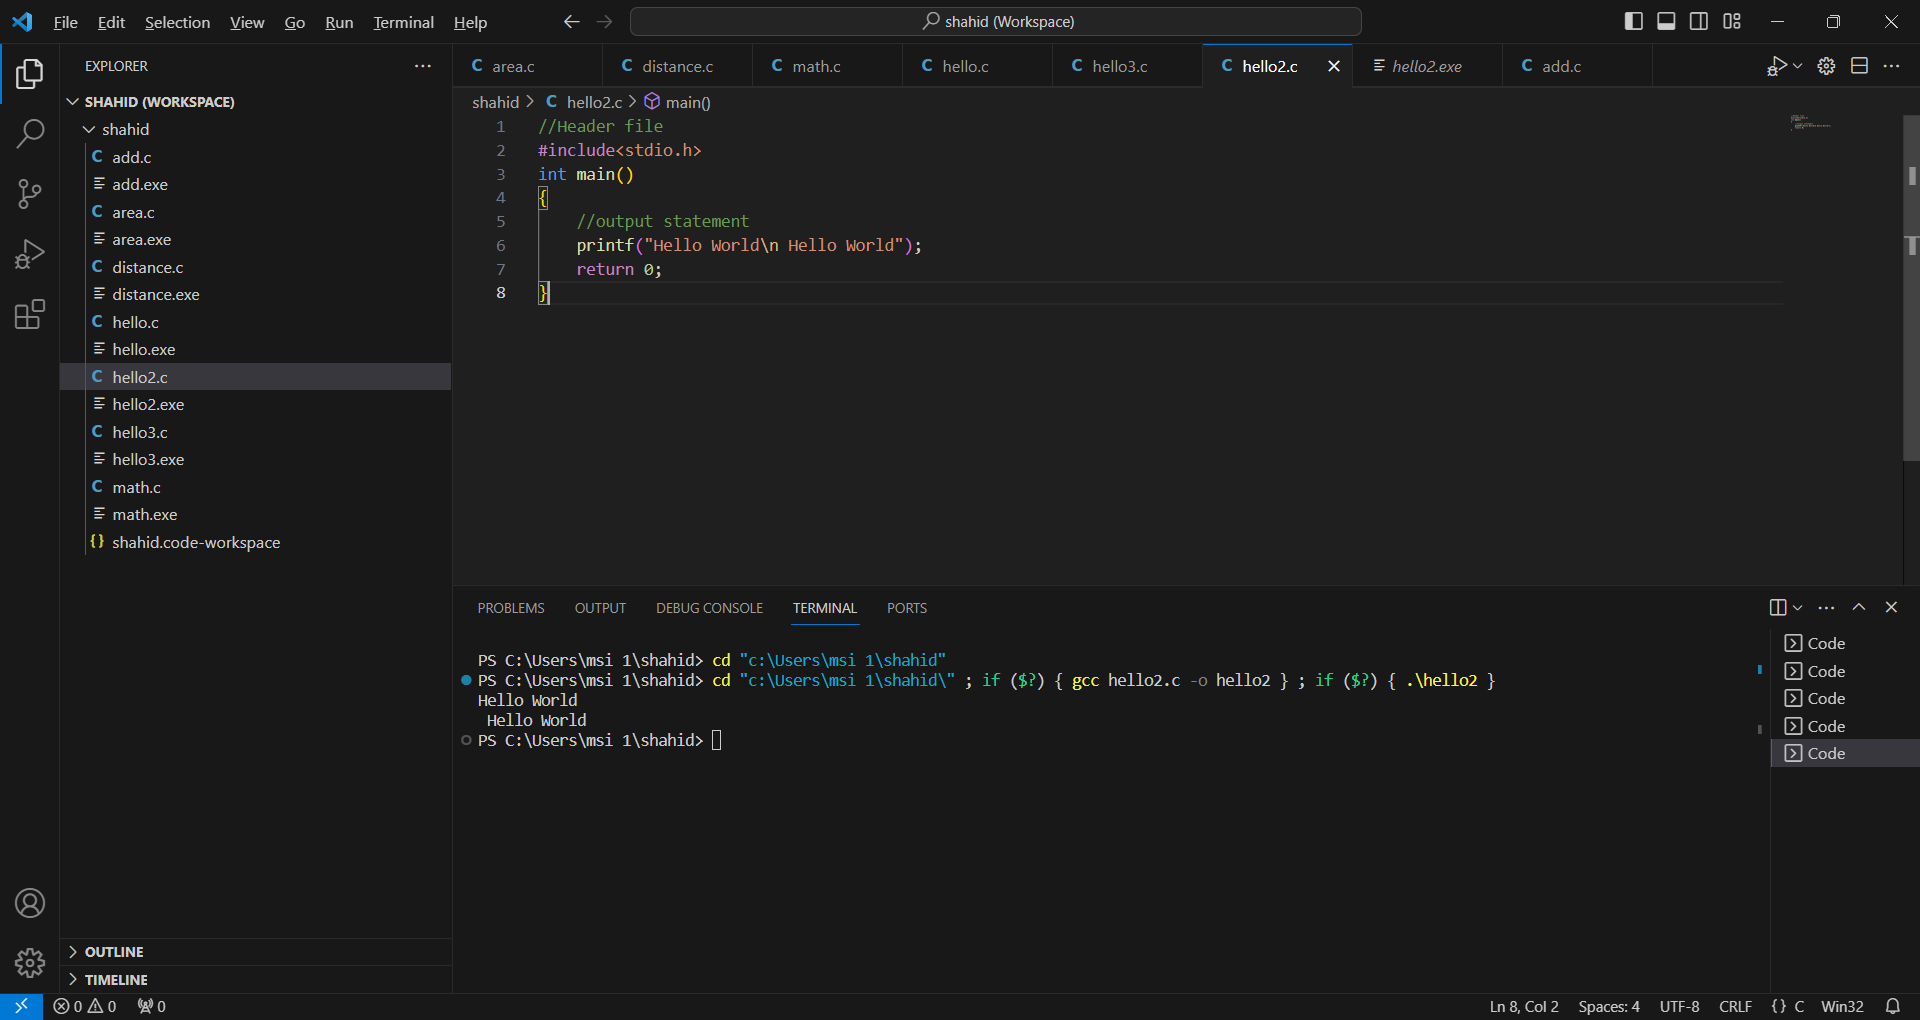 File Edit Selection View Go Run Terminal Help
shahid (Workspace)
EXPLORER
SHAHID (WORKSPACE)
shahid
C add.c
add.exe
C area.c
area.exe
C distance.c
distance.exe
C hello.c
hello.exe
C hello2.c
hello2.exe
C hello3.c
hello3.exe
C math.c
math.exe
{} shahid.code-workspace
OUTLINE
TIMELINE
C area.c C distance.c C math.c C hello.c C hello3.c C hello2.c hello2.exe C add.c
shahid > C hello2.c > main()
1 //Header file
2 #include<stdio.h>
3 int main()
4 {
5 //output statement
6 printf("Hello World\n Hello World");
7 return 0;
8 }
PROBLEMS OUTPUT DEBUG CONSOLE TERMINAL PORTS
PS C:\Users\msi 1\shahid> cd "c:\Users\msi 1\shahid"
PS C:\Users\msi 1\shahid> cd "c:\Users\msi 1\shahid\" ; if ($?) { gcc hello2.c -o hello2 } ; if ($?) { .\hello2 }
Hello World
 Hello World
PS C:\Users\msi 1\shahid>
Code
Code
Code
Code
Code
0 0 0 Ln 8, Col 2 Spaces: 4 UTF-8 CRLF {} C Win32